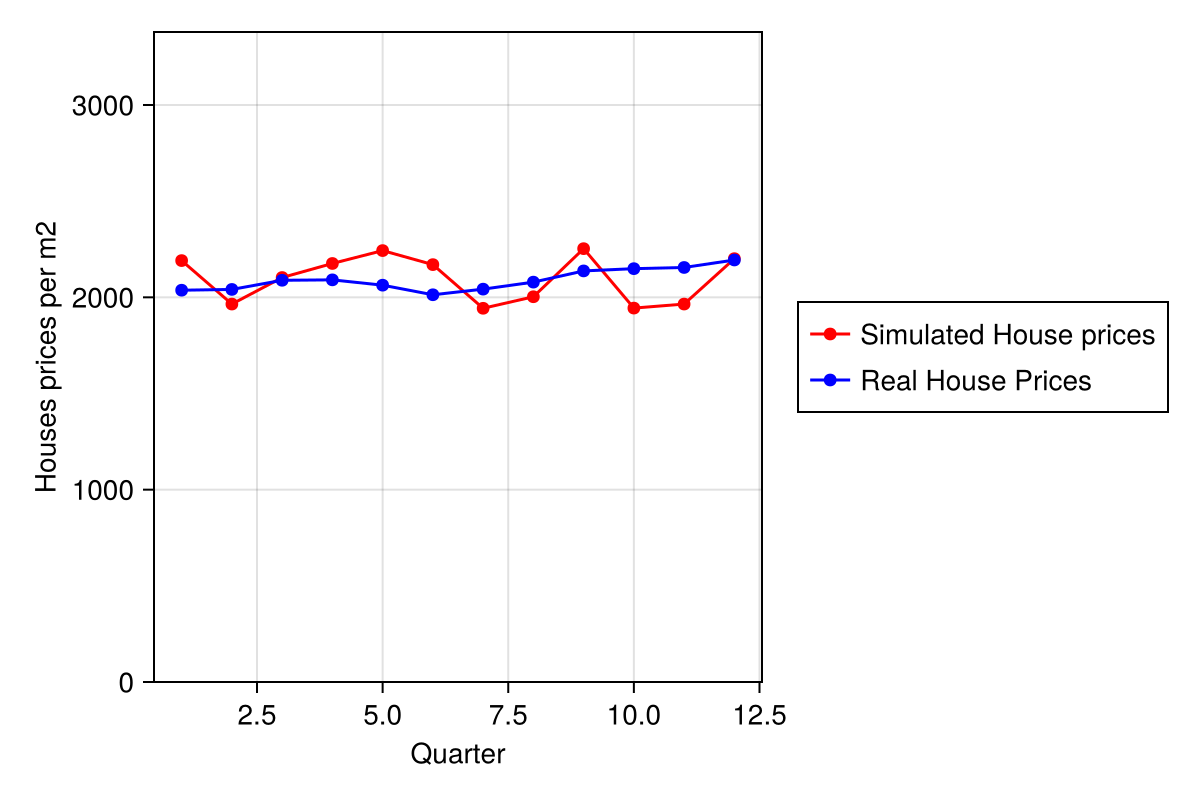 3000
2000
1000
0
Houses prices per m2
2.5 5.0 7.5 10.0 12.5
Quarter
Simulated House prices
Real House Prices